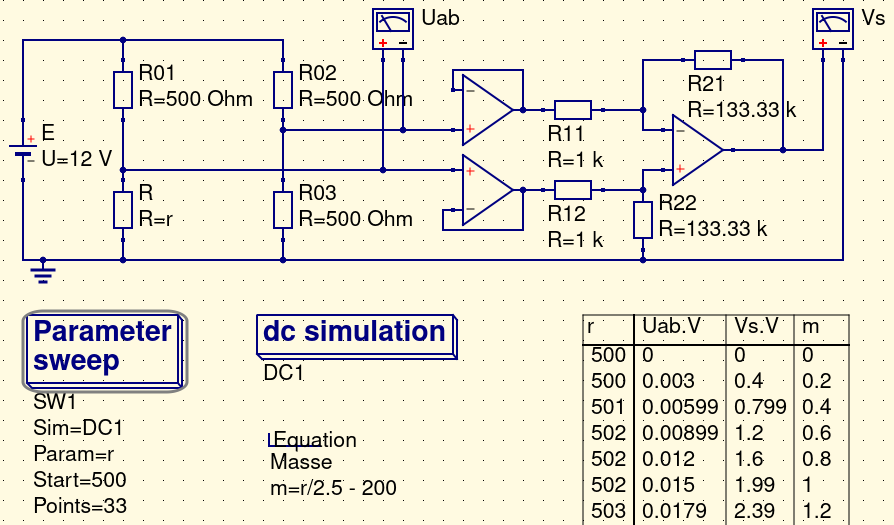 Uab
Vs
R01
R=500 Ohm
R02
R=500 Ohm
R21
R=133.33 k
E
U=12 V
R11
R=1 k
R
R=r
R03
R=500 Ohm
R12
R=1 k
R22
R=133.33 k
Parameter
sweep
SW1
Sim=DC1
Param=r
Start=500
Points=33
dc simulation
DC1
Equation
Masse
m=r/2.5 - 200
r Uab.V Vs.V m
500 0 0 0
500 0.003 0.4 0.2
501 0.00599 0.799 0.4
502 0.00899 1.2 0.6
502 0.012 1.6 0.8
502 0.015 1.99 1
503 0.0179 2.39 1.2